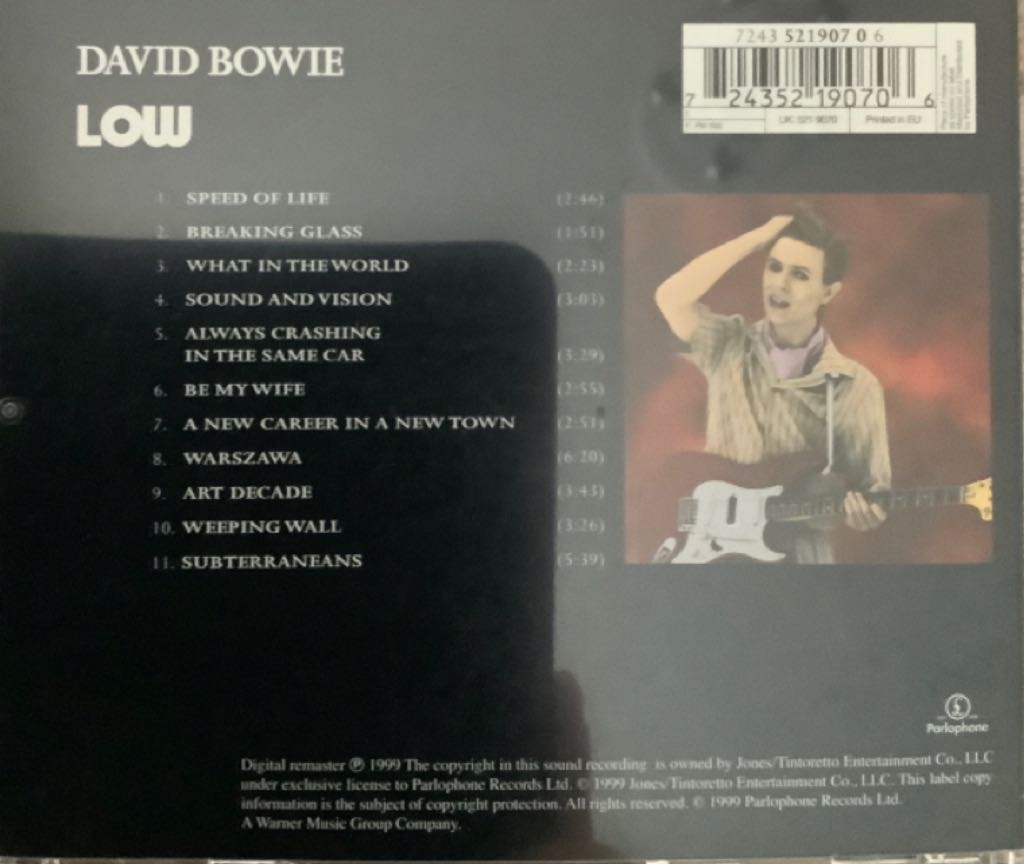 DAVID BOWIE
LOW
7243 521907 0 6
7 24352 19070 6
UK: 521 9070
Printed in EU
1. SPEED OF LIFE (2:46)
2. BREAKING GLASS (1:51)
3. WHAT IN THE WORLD (2:23)
4. SOUND AND VISION (3:03)
5. ALWAYS CRASHING
IN THE SAME CAR (3:29)
6. BE MY WIFE (2:55)
7. A NEW CAREER IN A NEW TOWN (2:51)
8. WARSZAWA (6:20)
9. ART DECADE (3:43)
10. WEEPING WALL (3:26)
11. SUBTERRANEANS (5:39)
Parlophone
Digital remaster ℗ 1999 The copyright in this sound recording is owned by Jones/Tintoretto Entertainment Co., LLC
under exclusive license to Parlophone Records Ltd. © 1999 Jones/Tintoretto Entertainment Co., LLC. This label copy
information is the subject of copyright protection. All rights reserved. © 1999 Parlophone Records Ltd.
A Warner Music Group Company.